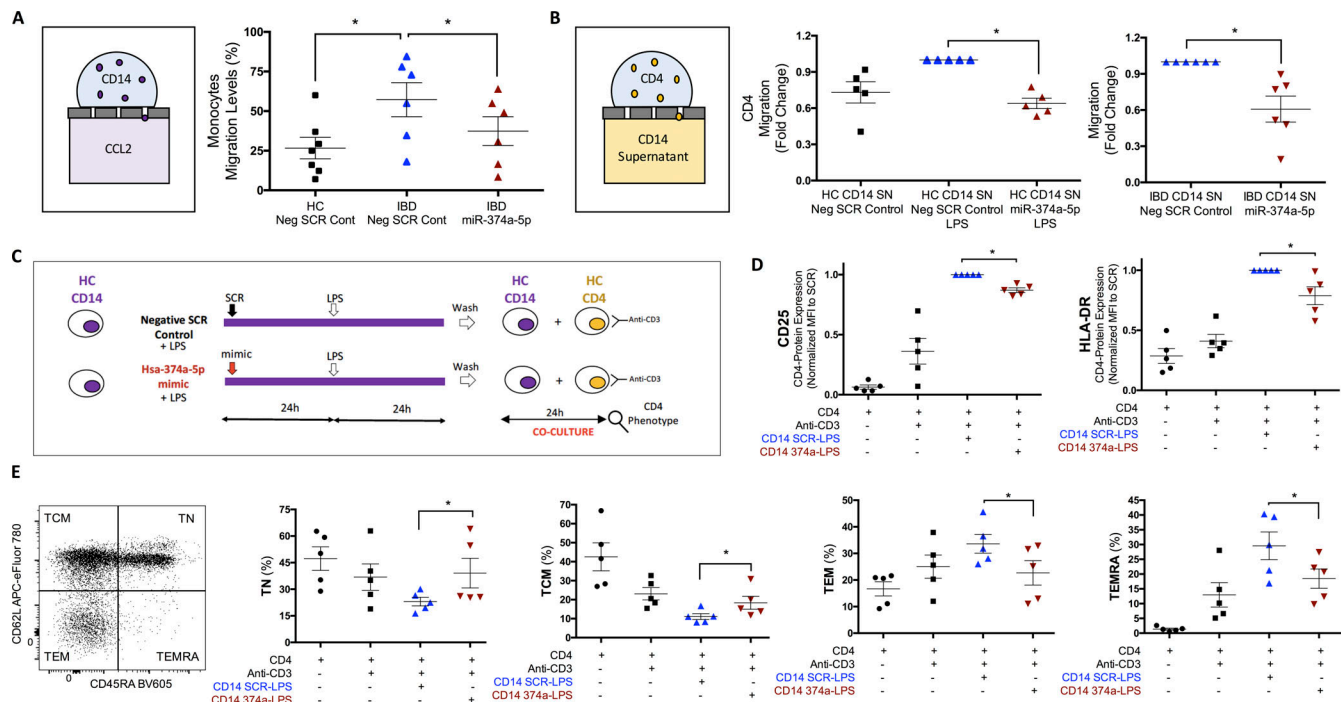 A
CD14
CCL2
Monocytes
Migration Levels (%)
100
75
50
25
0
*
*
HC
Neg SCR Cont
IBD
Neg SCR Cont
IBD
miR-374a-5p
B
CD4
CD14
Supernatant
CD4
Migration
(Fold Change)
1.2
0.9
0.6
0.3
0.0
*
HC CD14 SN
Neg SCR Control
HC CD14 SN
Neg SCR Control
LPS
HC CD14 SN
miR-374a-5p
LPS
Migration
(Fold Change)
1.2
0.9
0.6
0.3
0.0
*
IBD CD14 SN
Neg SCR Control
IBD CD14 SN
miR-374a-5p
C
HC
CD14
Negative SCR
Control
+ LPS
SCR
LPS
Wash
HC
CD14
+
HC
CD4
Anti-CD3
Hsa-374a-5p
mimic
+ LPS
mimic
LPS
Wash
+
Anti-CD3
24h
24h
24h
CO-CULTURE
CD4
Phenotype
D
CD25
CD4-Protein Expression
(Normalized MFI to SCR)
1.0
0.5
0.0
*
CD4 + + + +
Anti-CD3 - + + +
CD14 SCR-LPS - - + -
CD14 374a-LPS - - - +
HLA-DR
CD4-Protein Expression
(Normalized MFI to SCR)
1.0
0.5
0.0
*
CD4 + + + +
Anti-CD3 - + + +
CD14 SCR-LPS - - + -
CD14 374a-LPS - - - +
E
TCM
TN
TEM
TEMRA
CD62L APC-eFluor 780
0
0
CD45RA BV605
TN (%)
75
60
45
30
15
0
*
CD4 + + + +
Anti-CD3 - + + +
CD14 SCR-LPS - - + -
CD14 374a-LPS - - - +
TCM (%)
70
60
50
40
30
20
10
0
*
CD4 + + + +
Anti-CD3 - + + +
CD14 SCR-LPS - - + -
CD14 374a-LPS - - - +
TEM (%)
60
50
40
30
20
10
0
*
CD4 + + + +
Anti-CD3 - + + +
CD14 SCR-LPS - - + -
CD14 374a-LPS - - - +
TEMRA (%)
45
40
35
30
25
20
15
10
5
0
*
CD4 + + + +
Anti-CD3 - + + +
CD14 SCR-LPS - - + -
CD14 374a-LPS - - - +